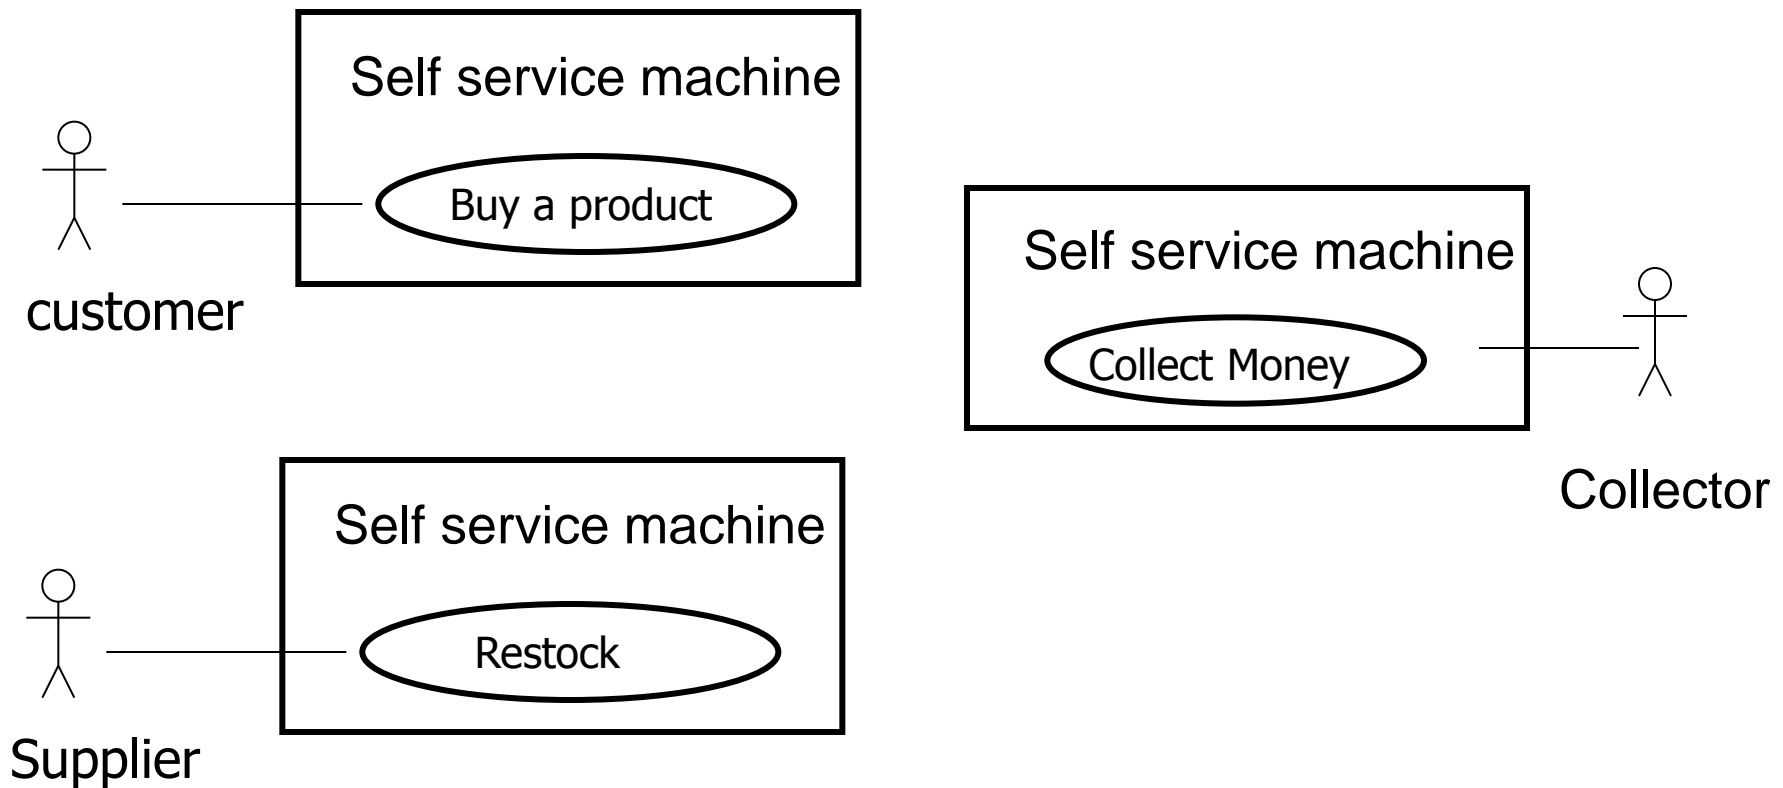 Self service machine
Buy a product
customer
Self service machine
Collect Money
Collector
Self service machine
Restock
Supplier